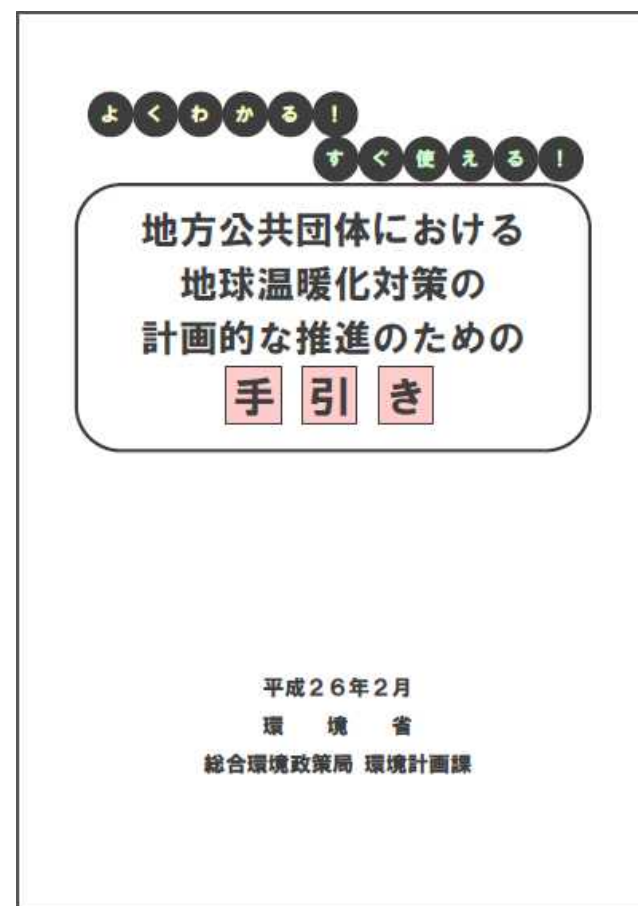 よくわかる！
すぐ使える！
地方公共団体における
地球温暖化対策の
計画的な推進のための
手引き
平成２６年２月
環　境　省
総合環境政策局 環境計画課